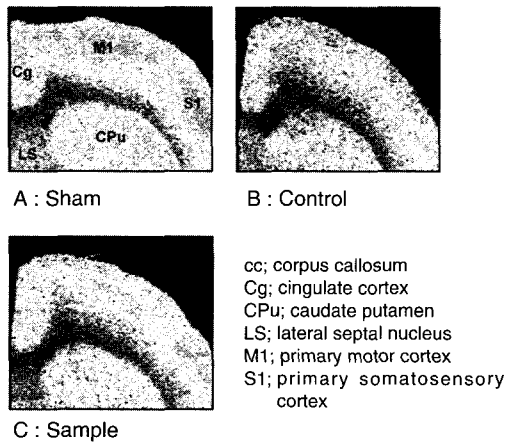 M1
Cg
S1
CPu
LS
A : Sham
B : Control
cc; corpus callosum
Cg; cingulate cortex
CPu; caudate putamen
LS; lateral septal nucleus
M1; primary motor cortex
S1; primary somatosensory
cortex
C : Sample